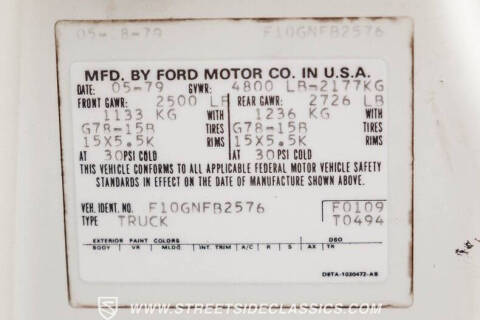 05-18-79 F10GNFB2576
MFD. BY FORD MOTOR CO. IN U.S.A.
DATE: 05-79 GVWR: 4800 LB-2177KG
FRONT GAWR: 2500 LB REAR GAWR: 2726 LB
1133 KG WITH 1236 KG WITH
G78-15B TIRES G78-15B TIRES
15X5.5K RIMS 15X5.5K RIMS
AT 30PSI COLD AT 30PSI COLD
THIS VEHICLE CONFORMS TO ALL APPLICABLE FEDERAL MOTOR VEHICLE SAFETY
STANDARDS IN EFFECT ON THE DATE OF MANUFACTURE SHOWN ABOVE.
VEH. IDENT. NO. F10GNFB2576 F0109
TYPE TRUCK T0494
EXTERIOR PAINT COLORS DSO
BODY VR MLDG. INT. TRIM A/C R S AX TR
D8TA-1020472-AB
WWW.STREETSIDECLASSICS.COM